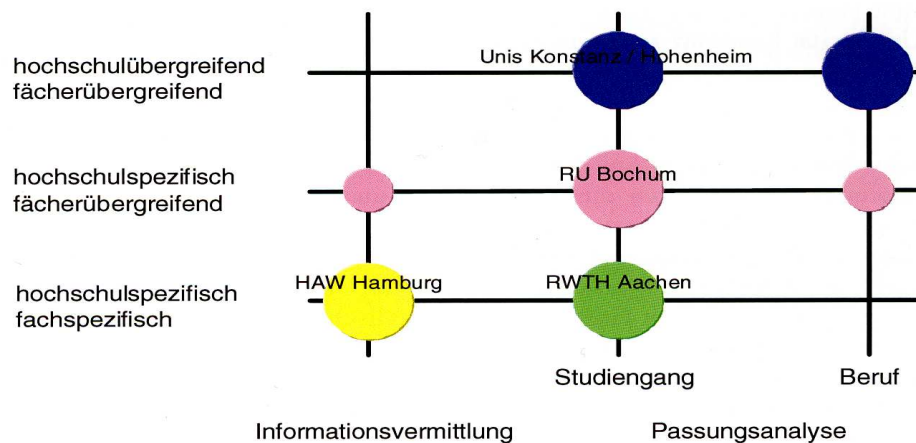 Unis Konstanz / Hohenheim
hochschulübergreifend
fächerübergreifend
hochschulspezifisch
fächerübergreifend
RU Bochum
HAW Hamburg
RWTH Aachen
hochschulspezifisch
fachspezifisch
Studiengang
Beruf
Informationsvermittlung
Passungsanalyse